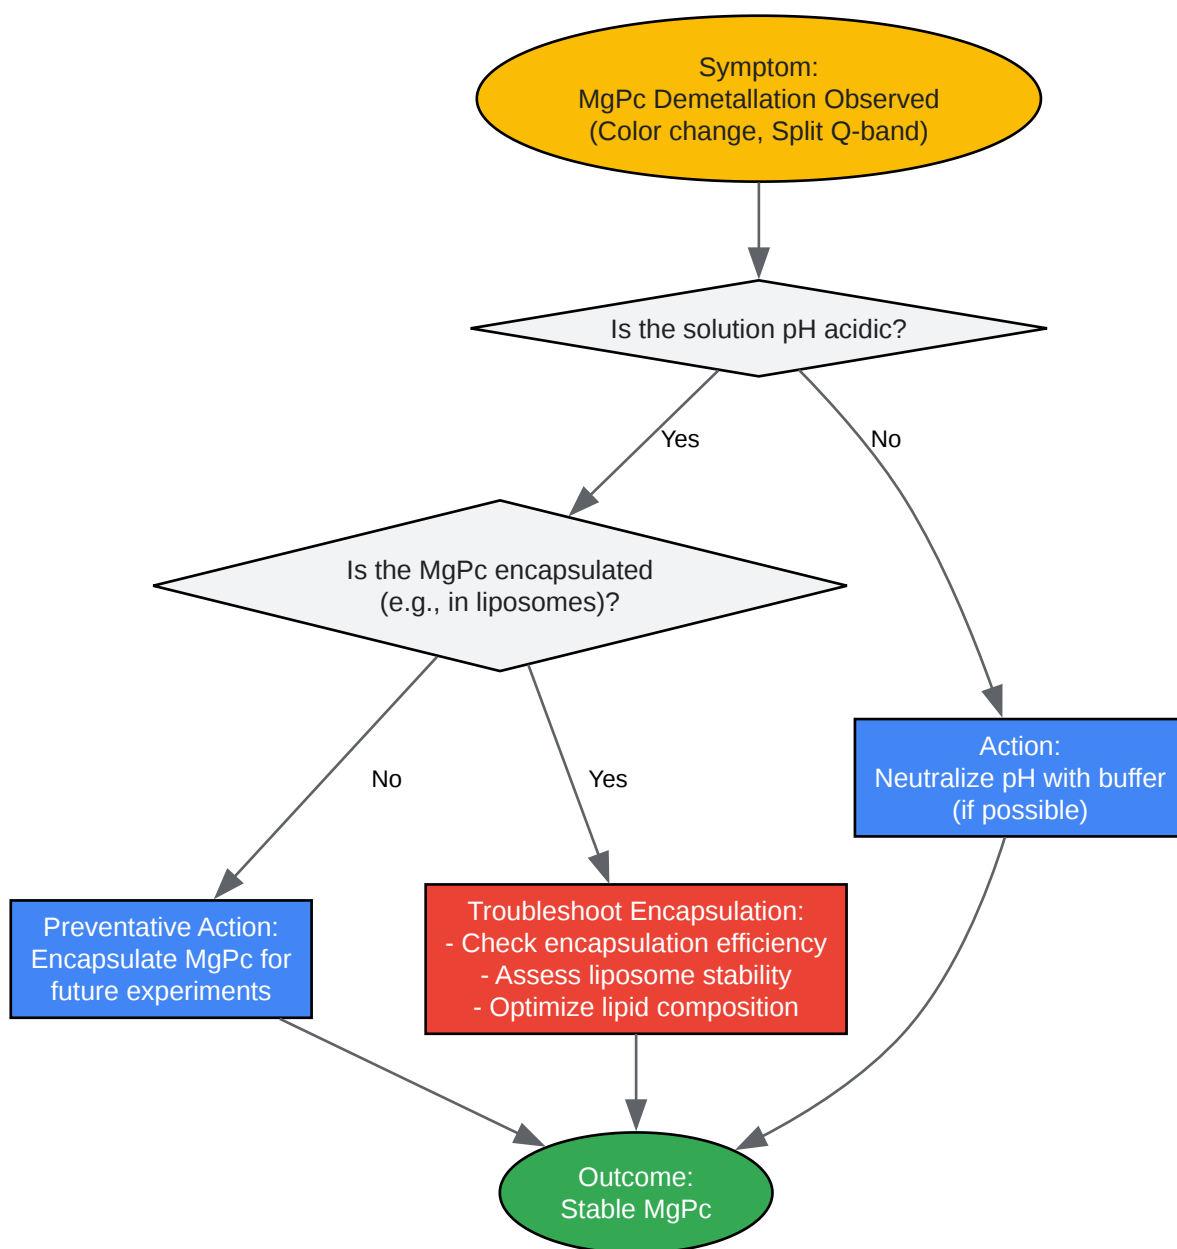 Symptom:
MgPc Demetallation Observed
(Color change, Split Q-band)
Is the solution pH acidic?
Yes
No
Is the MgPc encapsulated
(e.g., in liposomes)?
No
Yes
Action:
Neutralize pH with buffer
(if possible)
Preventative Action:
Encapsulate MgPc for
future experiments
Troubleshoot Encapsulation:
- Check encapsulation efficiency
- Assess liposome stability
- Optimize lipid composition
Outcome:
Stable MgPc